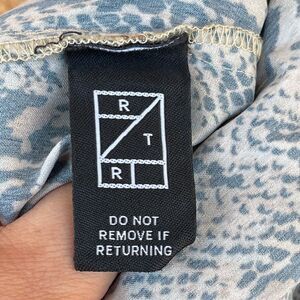 R
T
R
DO NOT
REMOVE IF
RETURNING